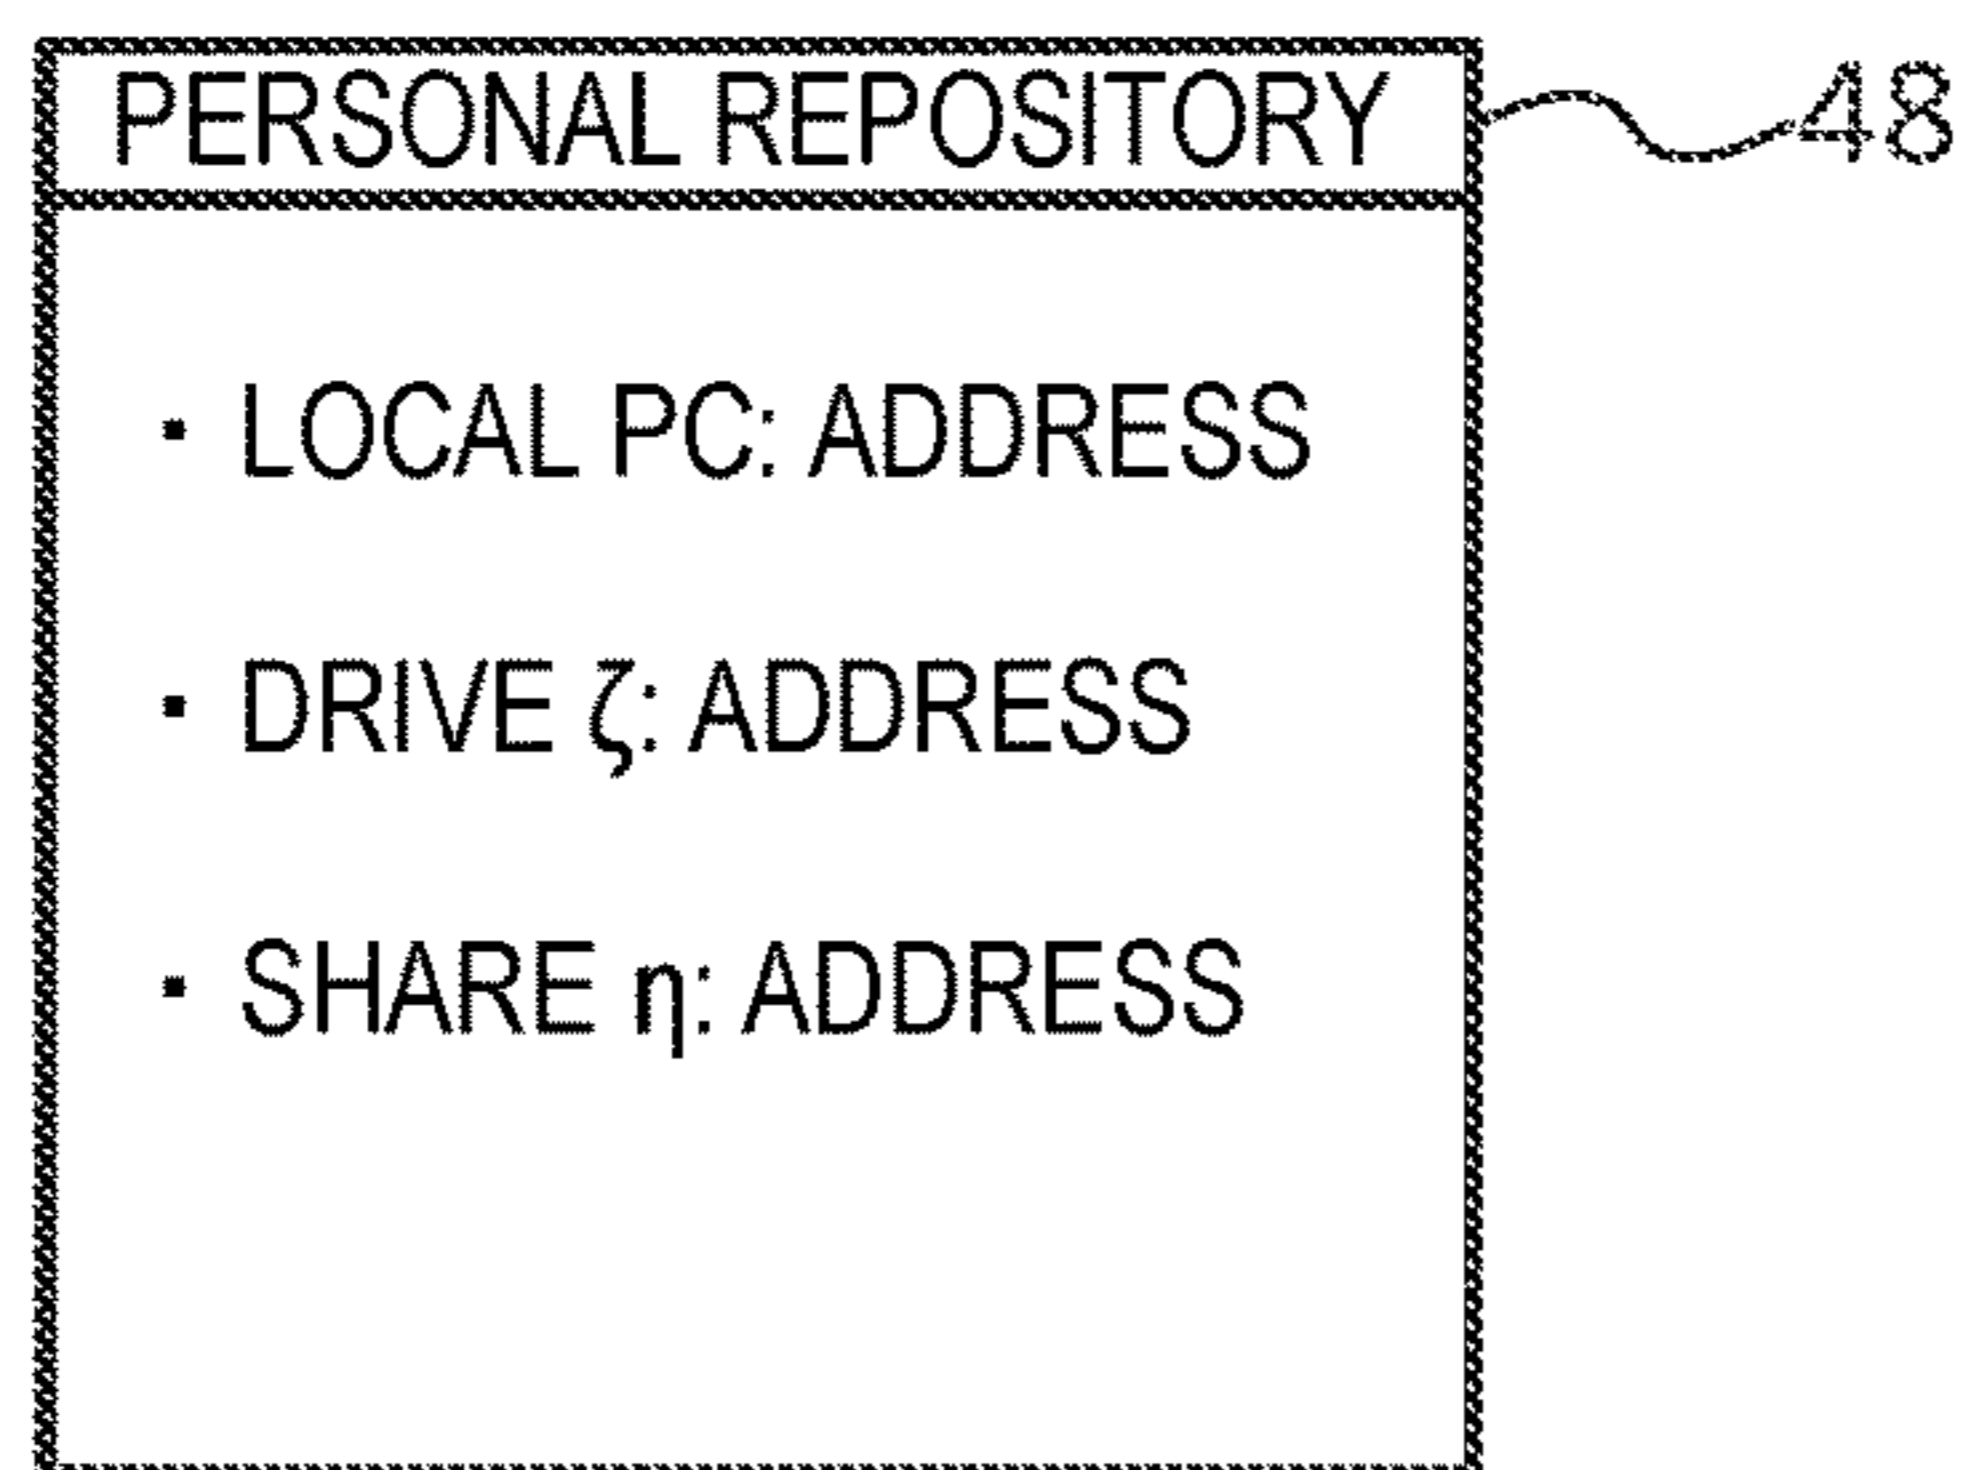 PERSONAL REPOSITORY
48
▪ LOCAL PC: ADDRESS
▪ DRIVE ζ: ADDRESS
▪ SHARE η: ADDRESS